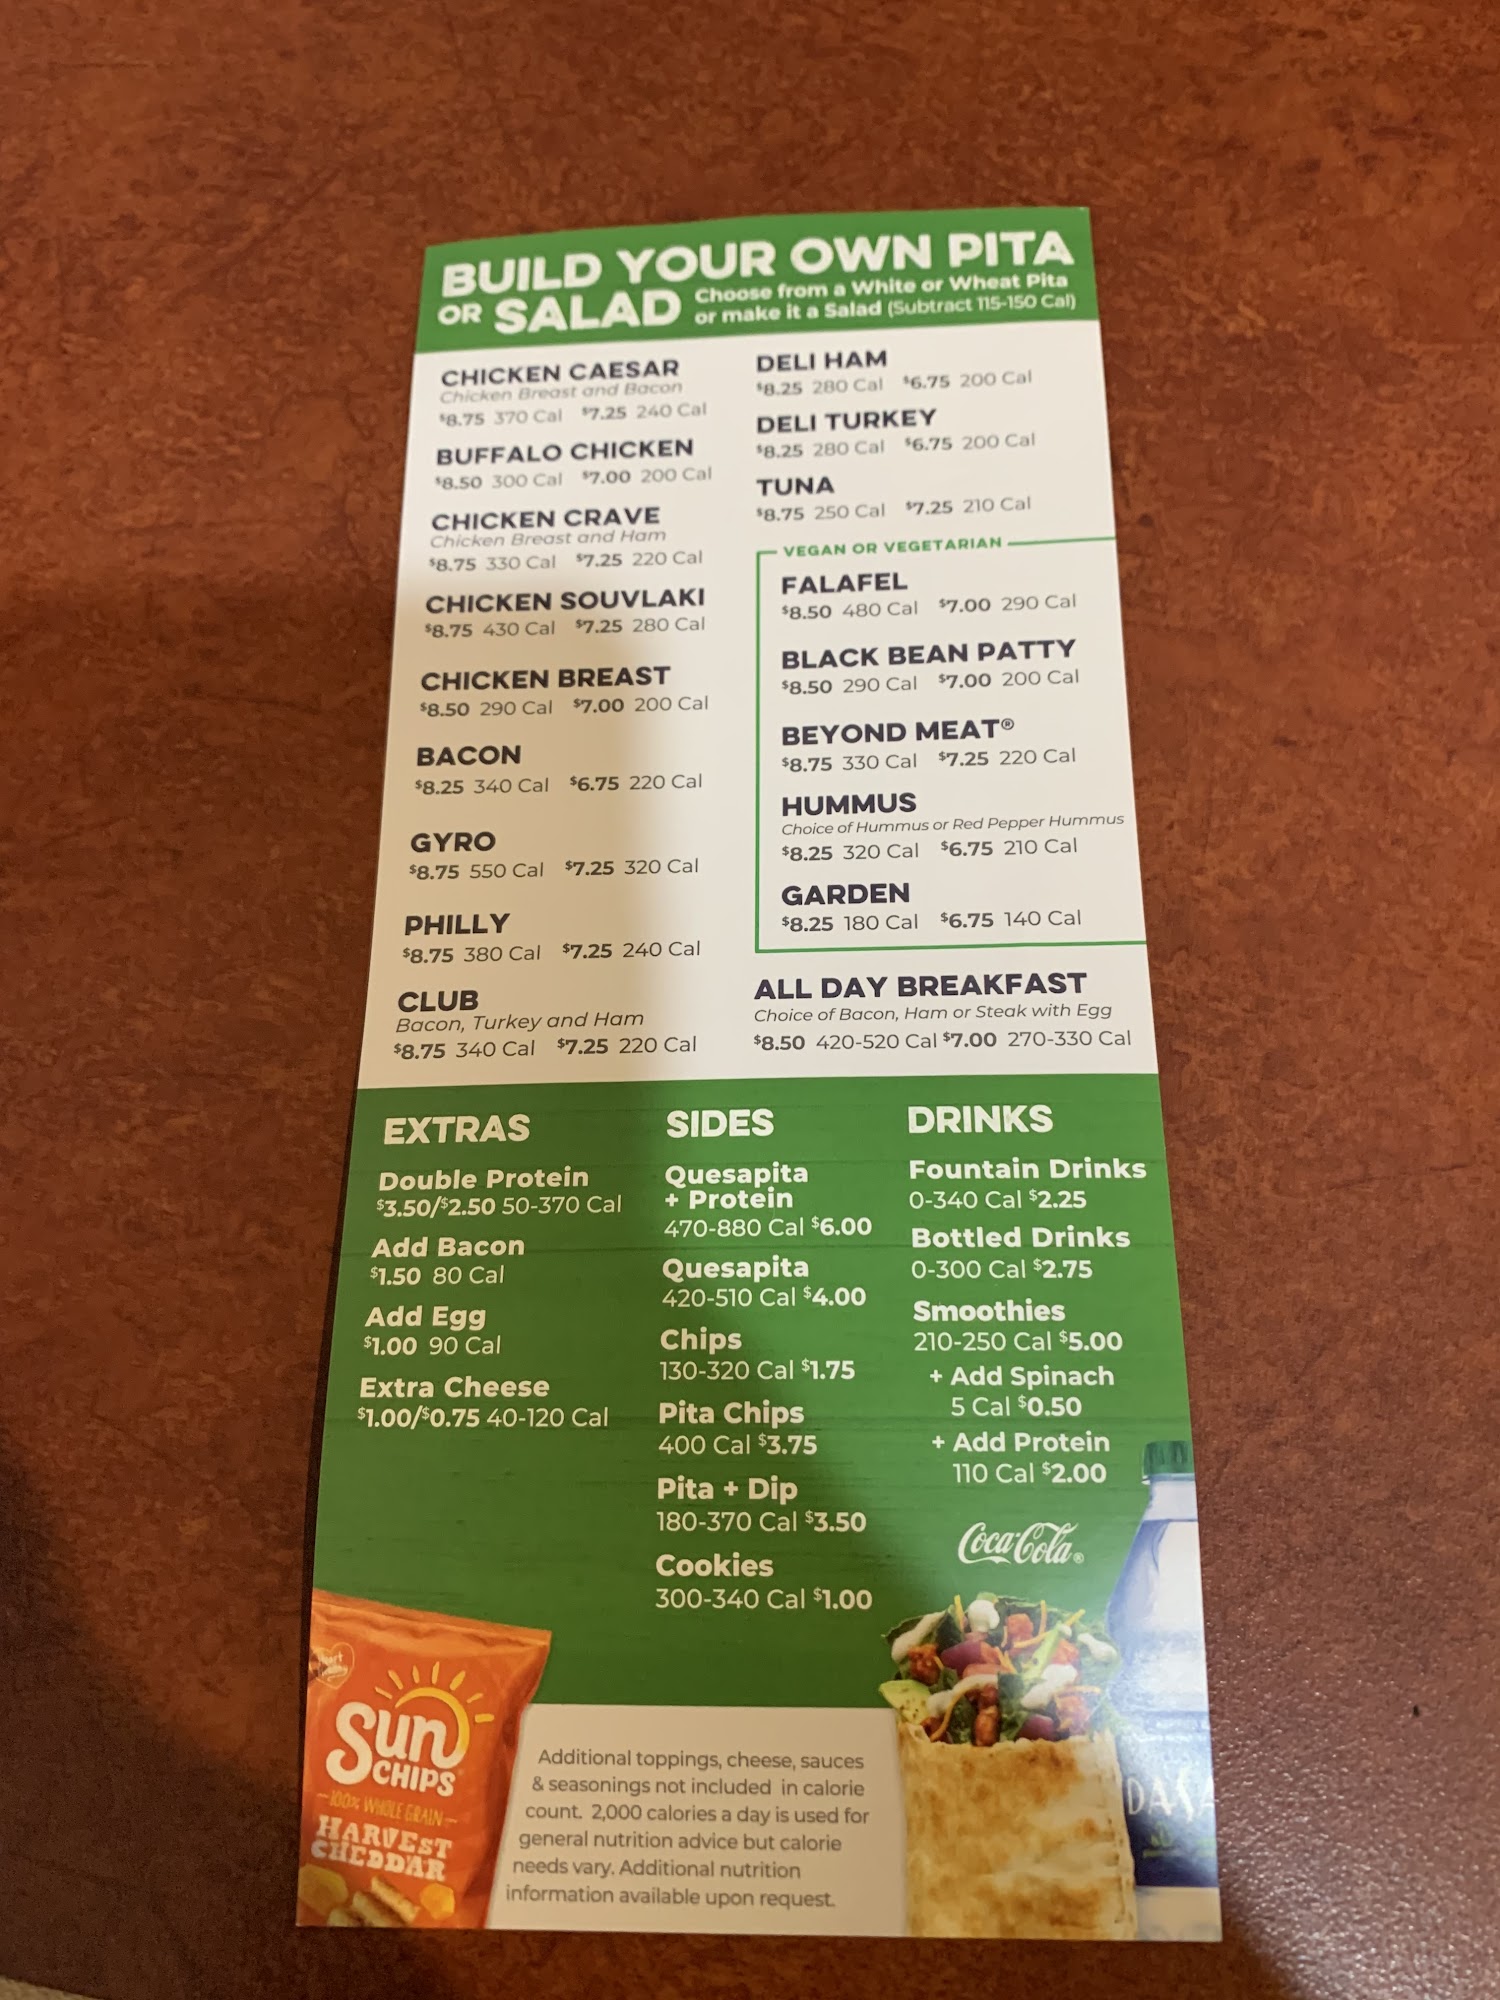 BUILD YOUR OWN PITA
OR SALAD
Choose from a White or Wheat Pita
or make it a Salad (Subtract 115-150 Cal)
CHICKEN CAESAR
Chicken Breast and Bacon
$8.75 370 Cal $7.25 240 Cal
BUFFALO CHICKEN
$8.50 300 Cal $7.00 200 Cal
CHICKEN CRAVE
Chicken Breast and Ham
$8.75 330 Cal $7.25 220 Cal
CHICKEN SOUVLAKI
$8.75 430 Cal $7.25 280 Cal
CHICKEN BREAST
$8.50 290 Cal $7.00 200 Cal
BACON
$8.25 340 Cal $6.75 220 Cal
GYRO
$8.75 550 Cal $7.25 320 Cal
PHILLY
$8.75 380 Cal $7.25 240 Cal
CLUB
Bacon, Turkey and Ham
$8.75 340 Cal $7.25 220 Cal
DELI HAM
$8.25 280 Cal $6.75 200 Cal
DELI TURKEY
$8.25 280 Cal $6.75 200 Cal
TUNA
$8.75 250 Cal $7.25 210 Cal
VEGAN OR VEGETARIAN
FALAFEL
$8.50 480 Cal $7.00 290 Cal
BLACK BEAN PATTY
$8.50 290 Cal $7.00 200 Cal
BEYOND MEAT®
$8.75 330 Cal $7.25 220 Cal
HUMMUS
Choice of Hummus or Red Pepper Hummus
$8.25 320 Cal $6.75 210 Cal
GARDEN
$8.25 180 Cal $6.75 140 Cal
ALL DAY BREAKFAST
Choice of Bacon, Ham or Steak with Egg
$8.50 420-520 Cal $7.00 270-330 Cal
EXTRAS
Double Protein
$3.50/$2.50 50-370 Cal
Add Bacon
$1.50 80 Cal
Add Egg
$1.00 90 Cal
Extra Cheese
$1.00/$0.75 40-120 Cal
SIDES
Quesapita
+ Protein
470-880 Cal $6.00
Quesapita
420-510 Cal $4.00
Chips
130-320 Cal $1.75
Pita Chips
400 Cal $3.75
Pita + Dip
180-370 Cal $3.50
Cookies
300-340 Cal $1.00
DRINKS
Fountain Drinks
0-340 Cal $2.25
Bottled Drinks
0-300 Cal $2.75
Smoothies
210-250 Cal $5.00
+ Add Spinach
5 Cal $0.50
+ Add Protein
110 Cal $2.00
Coca-Cola®
Sun
CHIPS
100% WHOLE GRAIN
HARVEST
CHEDDAR
Additional toppings, cheese, sauces
& seasonings not included in calorie
count. 2,000 calories a day is used for
general nutrition advice but calorie
needs vary. Additional nutrition
information available upon request.
DASA